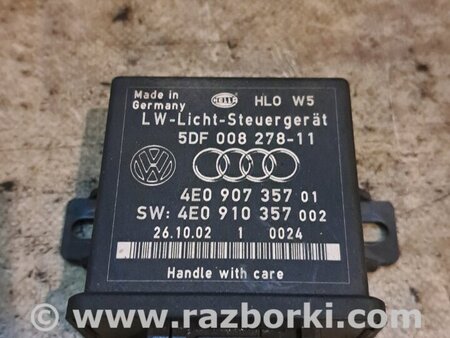 Made in
Germany
HELLA
HLO W5
LW-Licht-Steuergerät
5DF 008 278-11
4E0 907 357 01
SW: 4E0 910 357 002
26.10.02 1 0024
Handle with care
© www.razborki.com